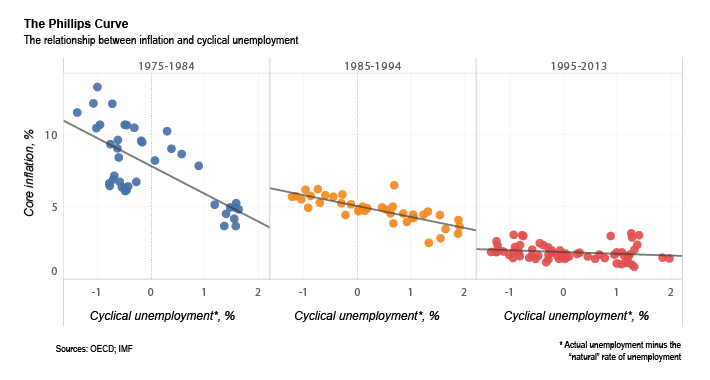 The Phillips Curve
The relationship between inflation and cyclical unemployment
1975-1984
1985-1994
1995-2013
Core inflation, %
10
5
0
-1 0 1 2
-1 0 1 2
-1 0 1 2
Cyclical unemployment*, %
Cyclical unemployment*, %
Cyclical unemployment*, %
Sources: OECD; IMF
* Actual unemployment minus the
“natural” rate of unemployment